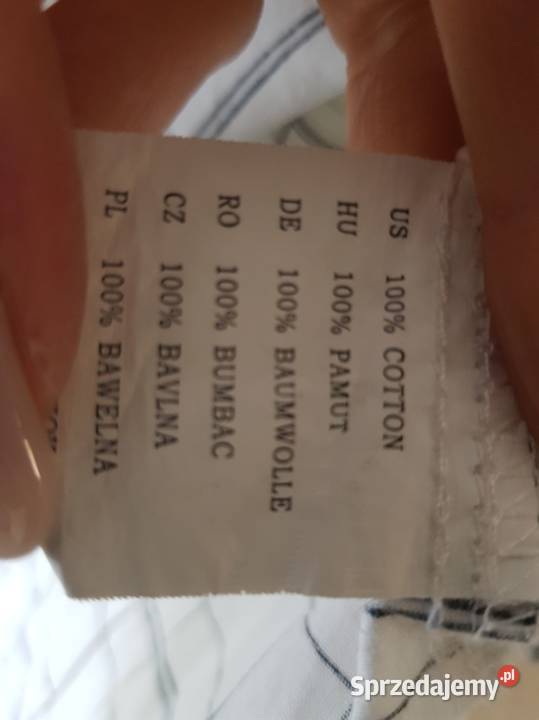 US 100% COTTON
HU 100% PAMUT
DE 100% BAUMWOLLE
RO 100% BUMBAC
CZ 100% BAVLNA
PL 100% BAWELNA
Sprzedajemy.pl